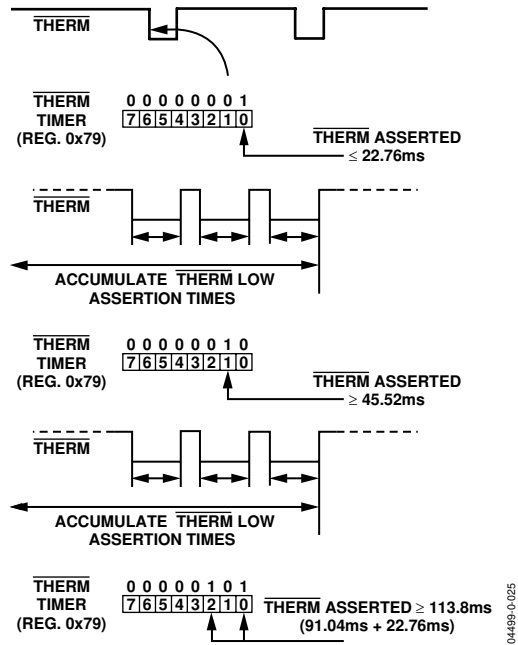 THERM
THERM
TIMER
(REG. 0x79)
0 0 0 0 0 0 0 1
7 6 5 4 3 2 1 0
THERM ASSERTED
≤ 22.76ms
THERM
ACCUMULATE THERM LOW
ASSERTION TIMES
THERM
TIMER
(REG. 0x79)
0 0 0 0 0 0 1 0
7 6 5 4 3 2 1 0
THERM ASSERTED
≥ 45.52ms
THERM
ACCUMULATE THERM LOW
ASSERTION TIMES
THERM
TIMER
(REG. 0x79)
0 0 0 0 0 1 0 1
7 6 5 4 3 2 1 0
THERM ASSERTED ≥ 113.8ms
(91.04ms + 22.76ms)
04499-0-025